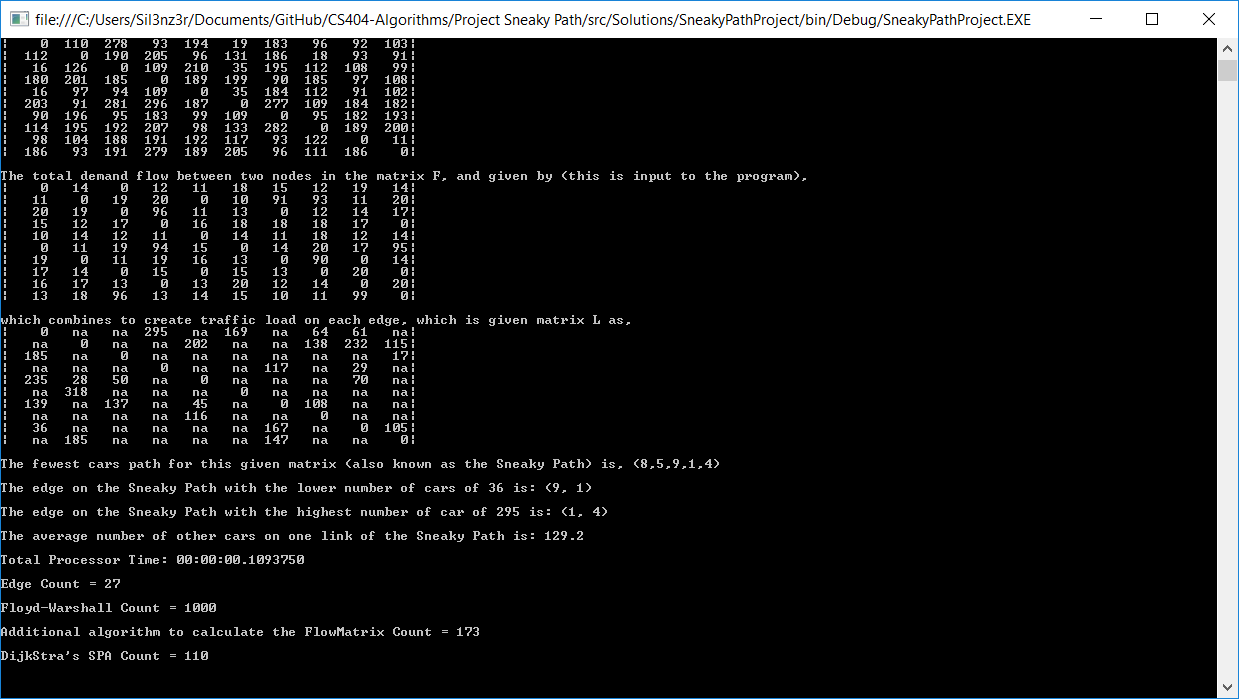 file:///C:/Users/Sil3nz3r/Documents/GitHub/CS404-Algorithms/Project Sneaky Path/src/Solutions/SneakyPathProject/bin/Debug/SneakyPathProject.EXE
¦ 0 110 278 93 194 19 183 96 92 103¦
¦ 112 0 190 205 96 131 186 18 93 91¦
¦ 16 126 0 109 210 35 195 112 108 99¦
¦ 180 201 185 0 189 199 90 185 97 108¦
¦ 16 97 94 109 0 35 184 112 91 102¦
¦ 203 91 281 296 187 0 277 109 184 182¦
¦ 90 196 95 183 99 109 0 95 182 193¦
¦ 114 195 192 207 98 133 282 0 189 200¦
¦ 98 104 188 191 192 117 93 122 0 11¦
¦ 186 93 191 279 189 205 96 111 186 0¦
The total demand flow between two nodes in the matrix F, and given by (this is input to the program),
¦ 0 14 0 12 11 18 15 12 19 14¦
¦ 11 0 19 20 0 10 91 93 11 20¦
¦ 20 19 0 96 11 13 0 12 14 17¦
¦ 15 12 17 0 16 18 18 18 17 0¦
¦ 10 14 12 11 0 14 11 18 12 14¦
¦ 0 11 19 94 15 0 14 20 17 95¦
¦ 19 0 11 19 16 13 0 90 0 14¦
¦ 17 14 0 15 0 15 13 0 20 0¦
¦ 16 17 13 0 13 20 12 14 0 20¦
¦ 13 18 96 13 14 15 10 11 99 0¦
which combines to create traffic load on each edge, which is given matrix L as,
¦ 0 na na 295 na 169 na 64 61 na¦
¦ na 0 na na 202 na na 138 232 115¦
¦ 185 na 0 na na na na na na 17¦
¦ na na na 0 na na 117 na 29 na¦
¦ 235 28 50 na 0 na na na 70 na¦
¦ na 318 na na na 0 na na na na¦
¦ 139 na 137 na 45 na 0 108 na na¦
¦ na na na na 116 na na 0 na na¦
¦ 36 na na na na na 167 na 0 105¦
¦ na 185 na na na na 147 na na 0¦
The fewest cars path for this given matrix (also known as the Sneaky Path) is, (8,5,9,1,4)
The edge on the Sneaky Path with the lower number of cars of 36 is: (9, 1)
The edge on the Sneaky Path with the highest number of car of 295 is: (1, 4)
The average number of other cars on one link of the Sneaky Path is: 129.2
Total Processor Time: 00:00:00.1093750
Edge Count = 27
Floyd-Warshall Count = 1000
Additional algorithm to calculate the FlowMatrix Count = 173
DijkStra's SPA Count = 110